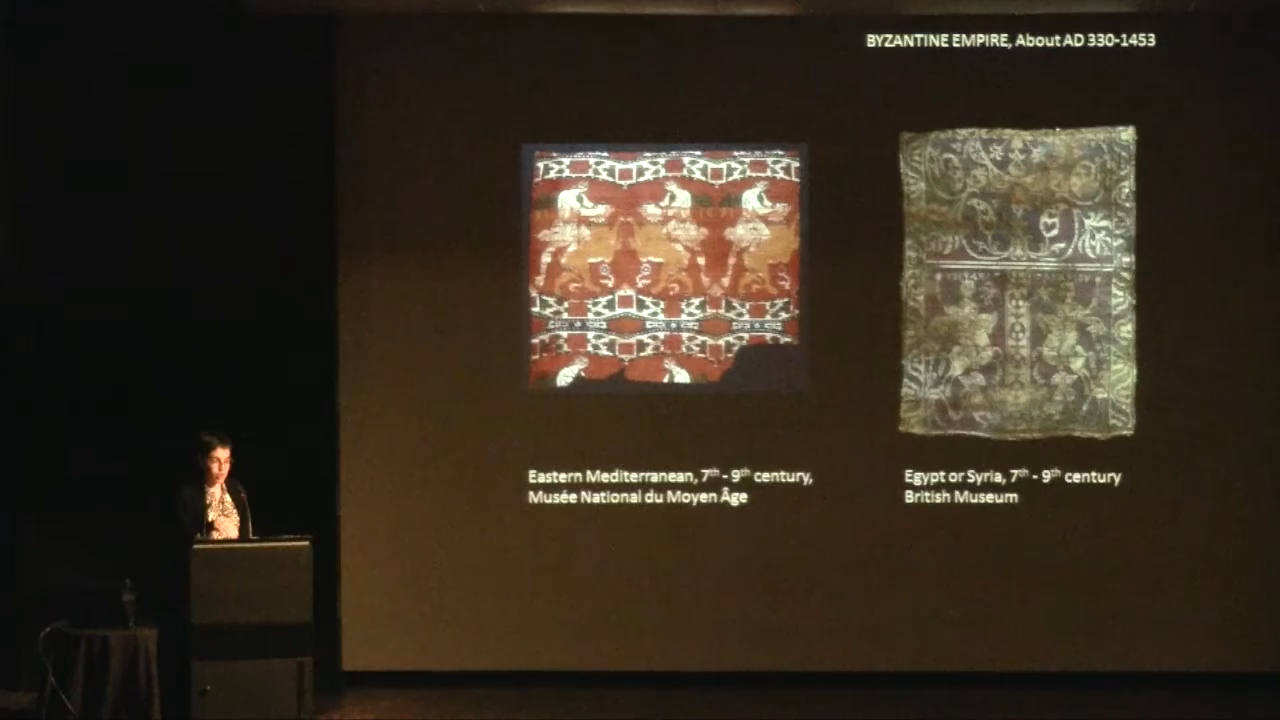 BYZANTINE EMPIRE, About AD 330-1453
Eastern Mediterranean, 7th - 9th century,
Musée National du Moyen Âge
Egypt or Syria, 7th - 9th century
British Museum